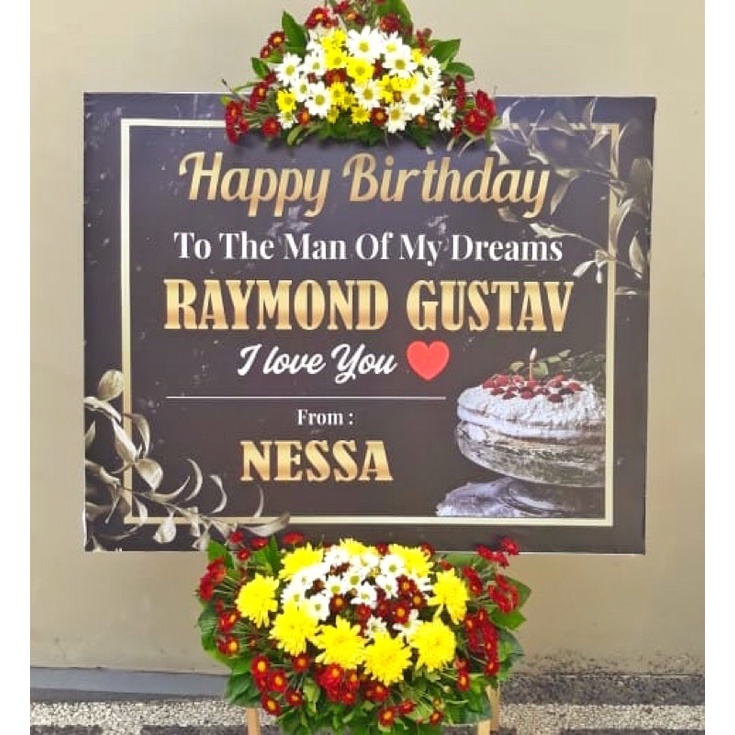 Happy Birthday
To The Man Of My Dreams
RAYMOND GUSTAV
I love You ❤
From :
NESSA